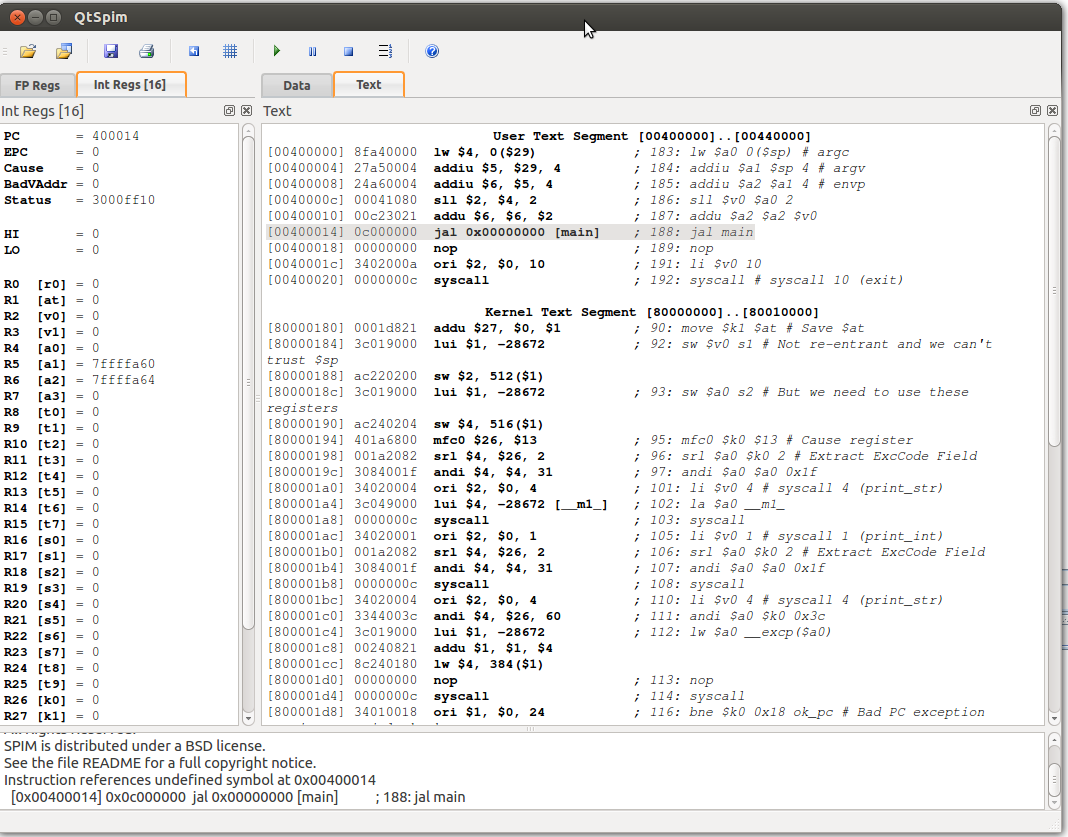 QtSpim
FP Regs
Int Regs [16]
Data
Text
Int Regs [16]
Text
PC = 400014
EPC = 0
Cause = 0
BadVAddr = 0
Status = 3000ff10
HI = 0
LO = 0
R0 [r0] = 0
R1 [at] = 0
R2 [v0] = 0
R3 [v1] = 0
R4 [a0] = 0
R5 [a1] = 7ffffa60
R6 [a2] = 7ffffa64
R7 [a3] = 0
R8 [t0] = 0
R9 [t1] = 0
R10 [t2] = 0
R11 [t3] = 0
R12 [t4] = 0
R13 [t5] = 0
R14 [t6] = 0
R15 [t7] = 0
R16 [s0] = 0
R17 [s1] = 0
R18 [s2] = 0
R19 [s3] = 0
R20 [s4] = 0
R21 [s5] = 0
R22 [s6] = 0
R23 [s7] = 0
R24 [t8] = 0
R25 [t9] = 0
R26 [k0] = 0
R27 [k1] = 0
User Text Segment [00400000]..[00440000]
[00400000] 8fa40000 lw $4, 0($29) ; 183: lw $a0 0($sp) # argc
[00400004] 27a50004 addiu $5, $29, 4 ; 184: addiu $a1 $sp 4 # argv
[00400008] 24a60004 addiu $6, $5, 4 ; 185: addiu $a2 $a1 4 # envp
[0040000c] 00041080 sll $2, $4, 2 ; 186: sll $v0 $a0 2
[00400010] 00c23021 addu $6, $6, $2 ; 187: addu $a2 $a2 $v0
[00400014] 0c000000 jal 0x00000000 [main] ; 188: jal main
[00400018] 00000000 nop ; 189: nop
[0040001c] 3402000a ori $2, $0, 10 ; 191: li $v0 10
[00400020] 0000000c syscall ; 192: syscall # syscall 10 (exit)
Kernel Text Segment [80000000]..[80010000]
[80000180] 0001d821 addu $27, $0, $1 ; 90: move $k1 $at # Save $at
[80000184] 3c019000 lui $1, -28672 ; 92: sw $v0 s1 # Not re-entrant and we can't
trust $sp
[80000188] ac220200 sw $2, 512($1)
[8000018c] 3c019000 lui $1, -28672 ; 93: sw $a0 s2 # But we need to use these
registers
[80000190] ac240204 sw $4, 516($1)
[80000194] 401a6800 mfc0 $26, $13 ; 95: mfc0 $k0 $13 # Cause register
[80000198] 001a2082 srl $4, $26, 2 ; 96: srl $a0 $k0 2 # Extract ExcCode Field
[8000019c] 3084001f andi $4, $4, 31 ; 97: andi $a0 $a0 0x1f
[800001a0] 34020004 ori $2, $0, 4 ; 101: li $v0 4 # syscall 4 (print_str)
[800001a4] 3c049000 lui $4, -28672 [__m1_] ; 102: la $a0 __m1_
[800001a8] 0000000c syscall ; 103: syscall
[800001ac] 34020001 ori $2, $0, 1 ; 105: li $v0 1 # syscall 1 (print_int)
[800001b0] 001a2082 srl $4, $26, 2 ; 106: srl $a0 $k0 2 # Extract ExcCode Field
[800001b4] 3084001f andi $4, $4, 31 ; 107: andi $a0 $a0 0x1f
[800001b8] 0000000c syscall ; 108: syscall
[800001bc] 34020004 ori $2, $0, 4 ; 110: li $v0 4 # syscall 4 (print_str)
[800001c0] 3344003c andi $4, $26, 60 ; 111: andi $a0 $k0 0x3c
[800001c4] 3c019000 lui $1, -28672 ; 112: lw $a0 __excp($a0)
[800001c8] 00240821 addu $1, $1, $4
[800001cc] 8c240180 lw $4, 384($1)
[800001d0] 00000000 nop ; 113: nop
[800001d4] 0000000c syscall ; 114: syscall
[800001d8] 34010018 ori $1, $0, 24 ; 116: bne $k0 0x18 ok_pc # Bad PC exception
SPIM is distributed under a BSD license.
See the file README for a full copyright notice.
Instruction references undefined symbol at 0x00400014
[0x00400014] 0x0c000000 jal 0x00000000 [main] ; 188: jal main